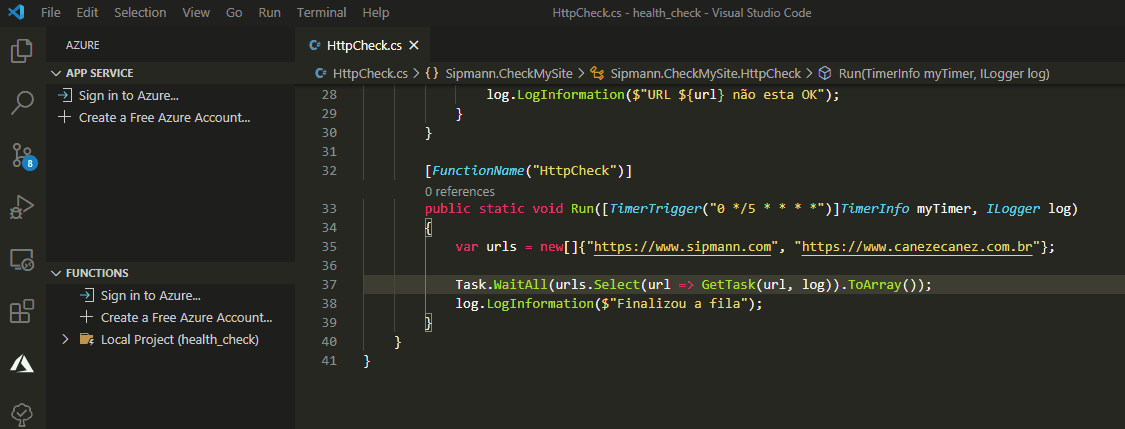 File Edit Selection View Go Run Terminal Help HttpCheck.cs - health_check - Visual Studio Code
AZURE
APP SERVICE
Sign in to Azure...
Create a Free Azure Account...
8
FUNCTIONS
Sign in to Azure...
Create a Free Azure Account...
Local Project (health_check)
HttpCheck.cs
HttpCheck.cs > {} Sipmann.CheckMySite > Sipmann.CheckMySite.HttpCheck > Run(TimerInfo myTimer, ILogger log)
28 log.LogInformation($"URL ${url} não esta OK");
29 }
30 }
31
32 [FunctionName("HttpCheck")]
0 references
33 public static void Run([TimerTrigger("0 */5 * * * *")]TimerInfo myTimer, ILogger log)
34 {
35 var urls = new[]{"https://www.sipmann.com", "https://www.canezecanez.com.br"};
36
37 Task.WaitAll(urls.Select(url => GetTask(url, log)).ToArray());
38 log.LogInformation($"Finalizou a fila");
39 }
40 }
41 }